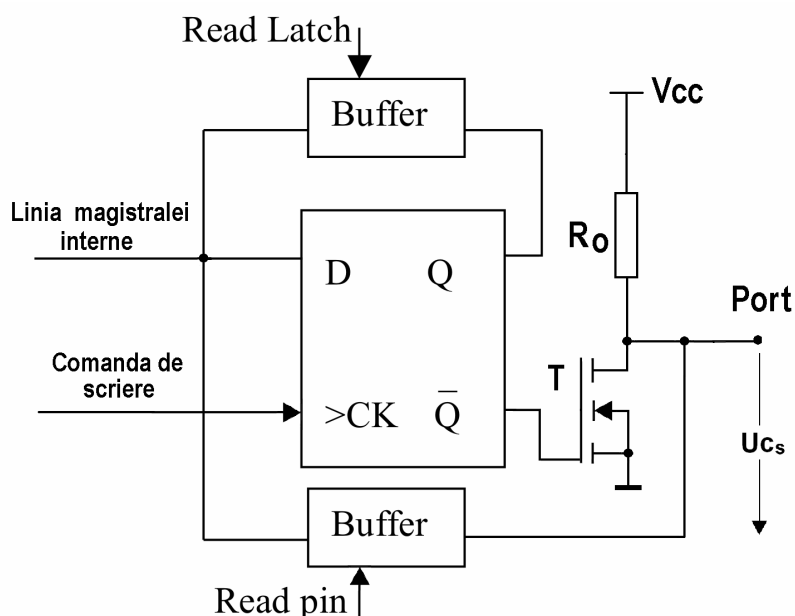 Read Latch
Buffer
Vcc
Linia magistralei
interne
D Q
Ro
Port
Comanda de
scriere
>CK Q̅
T
Ucs
Buffer
Read pin